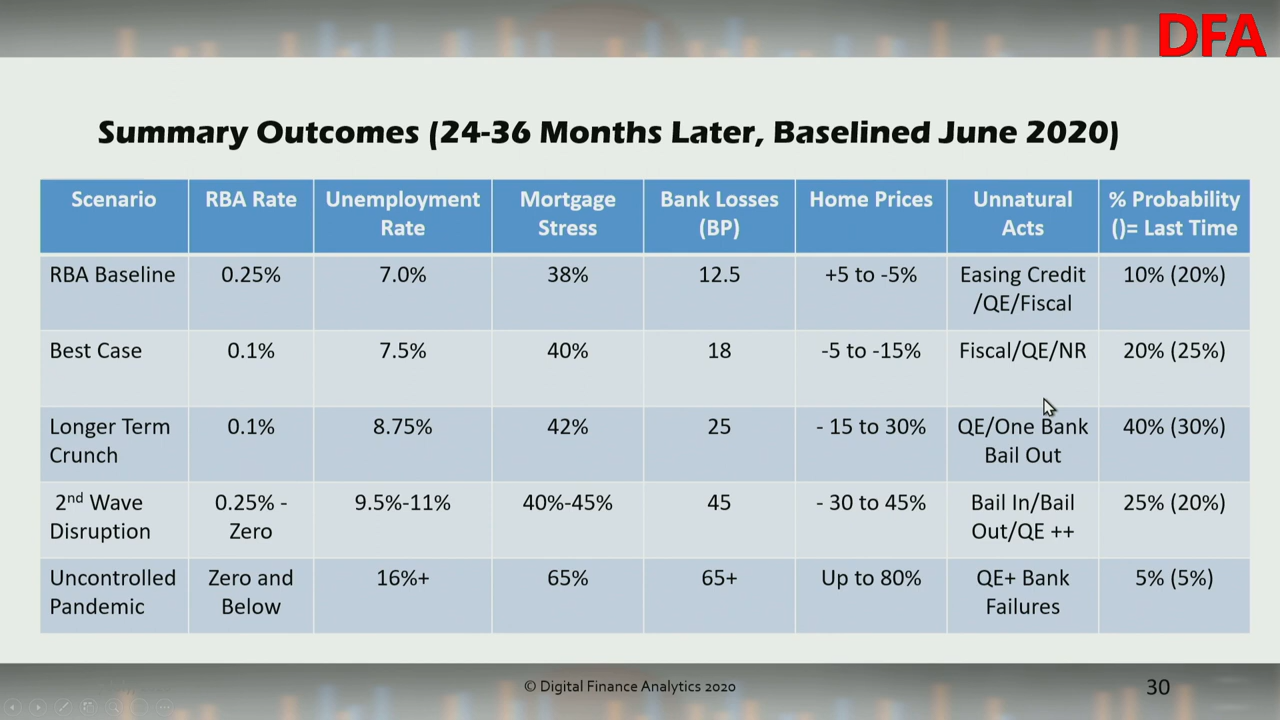 DFA
Summary Outcomes (24-36 Months Later, Baselined June 2020)
Scenario
RBA Rate
Unemployment
Rate
Mortgage
Stress
Bank Losses
(BP)
Home Prices
Unnatural
Acts
% Probability
()= Last Time
RBA Baseline
0.25%
7.0%
38%
12.5
+5 to -5%
Easing Credit
/QE/Fiscal
10% (20%)
Best Case
0.1%
7.5%
40%
18
-5 to -15%
Fiscal/QE/NR
20% (25%)
Longer Term
Crunch
0.1%
8.75%
42%
25
- 15 to 30%
QE/One Bank
Bail Out
40% (30%)
2nd Wave
Disruption
0.25% -
Zero
9.5%-11%
40%-45%
45
- 30 to 45%
Bail In/Bail
Out/QE ++
25% (20%)
Uncontrolled
Pandemic
Zero and
Below
16%+
65%
65+
Up to 80%
QE+ Bank
Failures
5% (5%)
© Digital Finance Analytics 2020
30